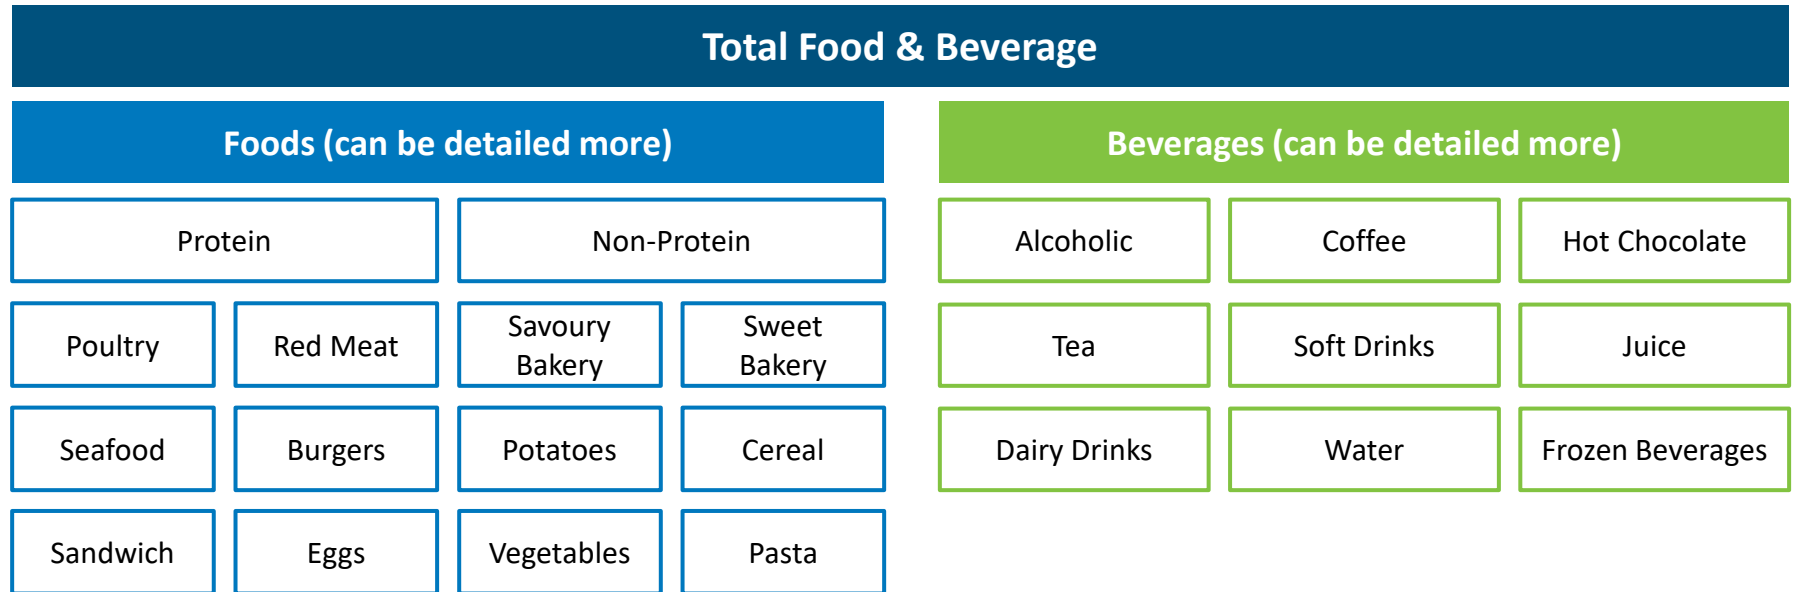 Total Food & Beverage
Foods (can be detailed more)
Beverages (can be detailed more)
Protein
Non-Protein
Alcoholic
Coffee
Hot Chocolate
Poultry
Red Meat
Savoury
Bakery
Sweet
Bakery
Tea
Soft Drinks
Juice
Seafood
Burgers
Potatoes
Cereal
Dairy Drinks
Water
Frozen Beverages
Sandwich
Eggs
Vegetables
Pasta